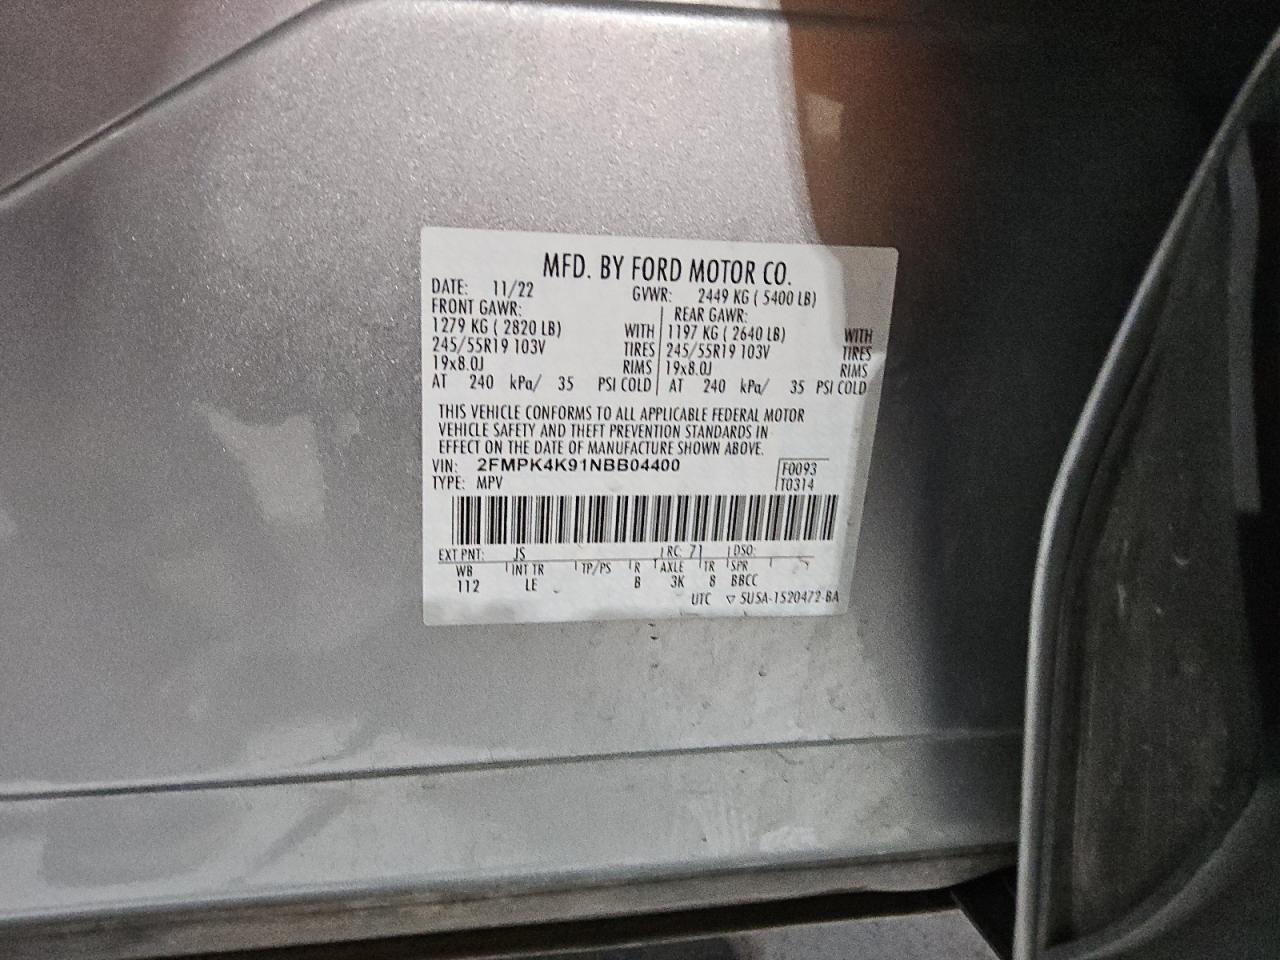 MFD. BY FORD MOTOR CO.
DATE: 11/22 GVWR: 2449 KG ( 5400 LB)
FRONT GAWR: REAR GAWR:
1279 KG ( 2820 LB) WITH 1197 KG ( 2640 LB) WITH
245/55R19 103V TIRES 245/55R19 103V TIRES
19x8.0J RIMS 19x8.0J RIMS
AT 240 kPa/ 35 PSI COLD AT 240 kPa/ 35 PSI COLD
THIS VEHICLE CONFORMS TO ALL APPLICABLE FEDERAL MOTOR
VEHICLE SAFETY AND THEFT PREVENTION STANDARDS IN
EFFECT ON THE DATE OF MANUFACTURE SHOWN ABOVE.
VIN: 2FMPK4K91NBB04400 F0093
TYPE: MPV T0314
EXT PNT: JS RC: 71 DSO:
WB INT TR TP/PS R AXLE TR SPR
112 LE B 3K 8 BBCC
UTC ▽ 5U5A-1520472-BA